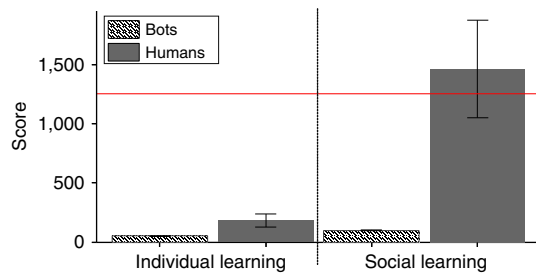 Bots
Humans
Score
1,500
1,000
500
0
Individual learning
Social learning